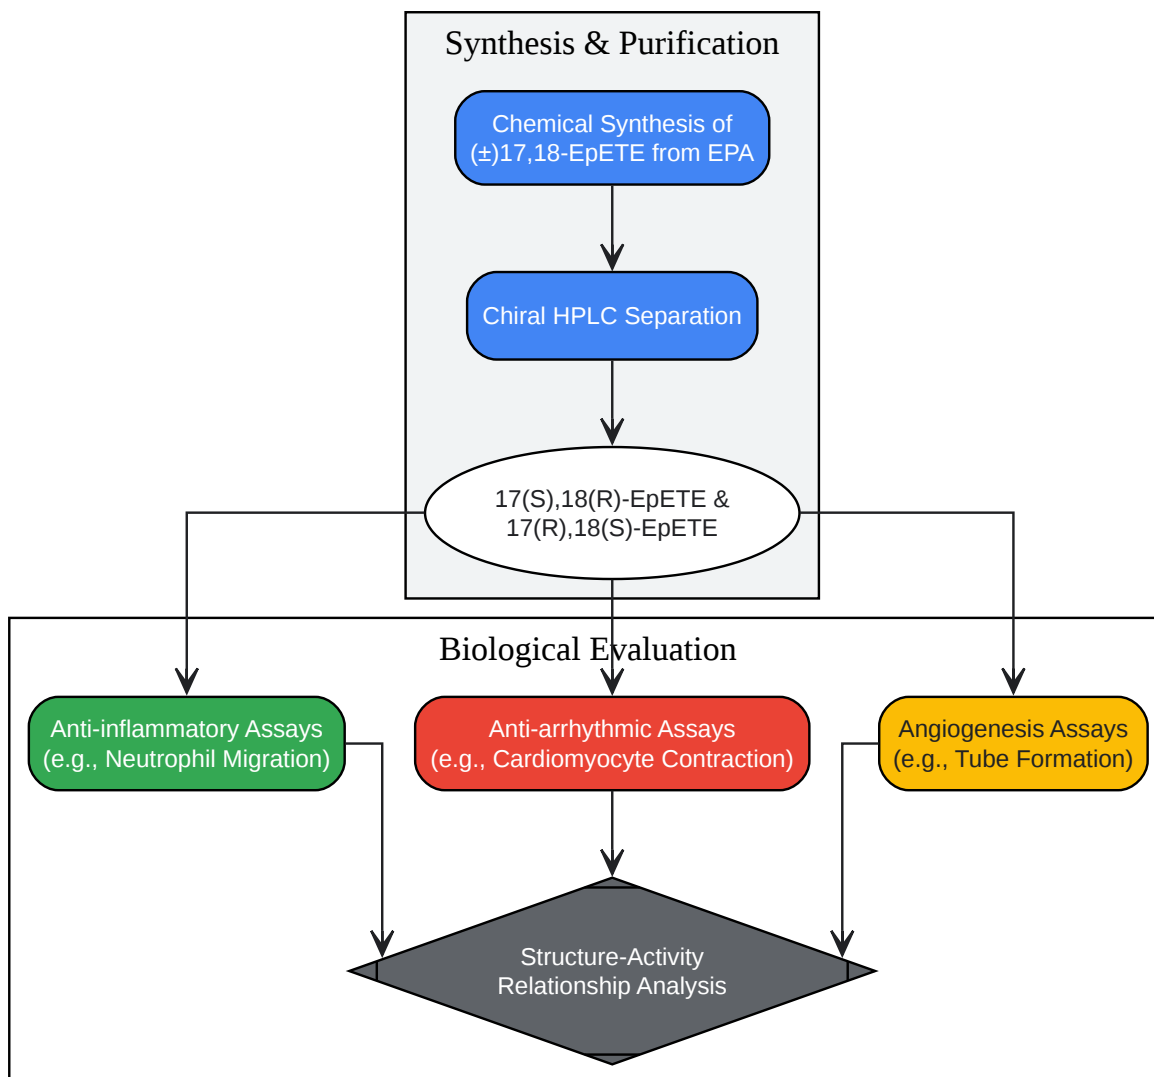 Synthesis & Purification
Chemical Synthesis of
(±)17,18-EpETE from EPA
Chiral HPLC Separation
17(S),18(R)-EpETE &
17(R),18(S)-EpETE
Biological Evaluation
Anti-inflammatory Assays
(e.g., Neutrophil Migration)
Anti-arrhythmic Assays
(e.g., Cardiomyocyte Contraction)
Angiogenesis Assays
(e.g., Tube Formation)
Structure-Activity
Relationship Analysis